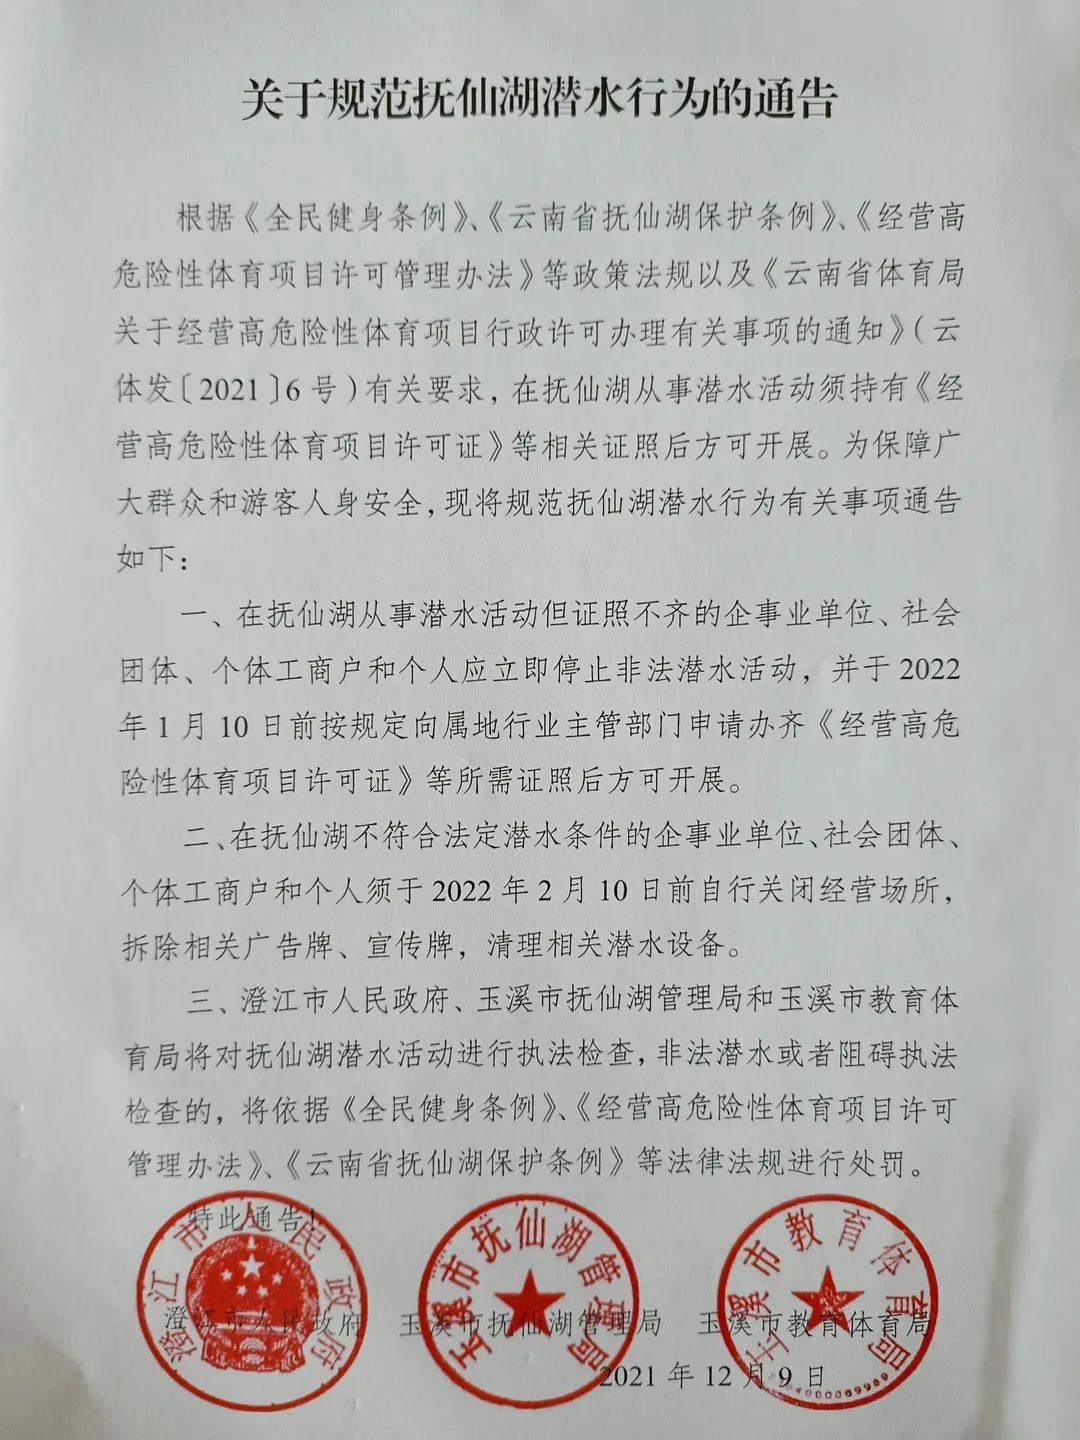 关于规范抚仙湖潜水行为的通告
根据《全民健身条例》、《云南省抚仙湖保护条例》、《经营高
危险性体育项目许可管理办法》等政策法规以及《云南省体育局
关于经营高危险性体育项目行政许可办理有关事项的通知》(云
体发〔2021〕6号)有关要求，在抚仙湖从事潜水活动须持有《经
营高危险性体育项目许可证》等相关证照后方可开展。为保障广
大群众和游客人身安全，现将规范抚仙湖潜水行为有关事项通告
如下：
一、在抚仙湖从事潜水活动但证照不齐的企事业单位、社会
团体、个体工商户和个人应立即停止非法潜水活动，并于2022
年1月10日前按规定向属地行业主管部门申请办齐《经营高危
险性体育项目许可证》等所需证照后方可开展。
二、在抚仙湖不符合法定潜水条件的企事业单位、社会团体、
个体工商户和个人须于2022年2月10日前自行关闭经营场所，
拆除相关广告牌、宣传牌，清理相关潜水设备。
三、澄江市人民政府、玉溪市抚仙湖管理局和玉溪市教育体
育局将对抚仙湖潜水活动进行执法检查，非法潜水或者阻碍执法
检查的，将依据《全民健身条例》、《经营高危险性体育项目许可
管理办法》、《云南省抚仙湖保护条例》等法律法规进行处罚。
特此通告！
澄江市人民政府
玉溪市抚仙湖管理局
玉溪市教育体育局
澄江市人民政府 玉溪市抚仙湖管理局 玉溪市教育体育局
2021年12月9日